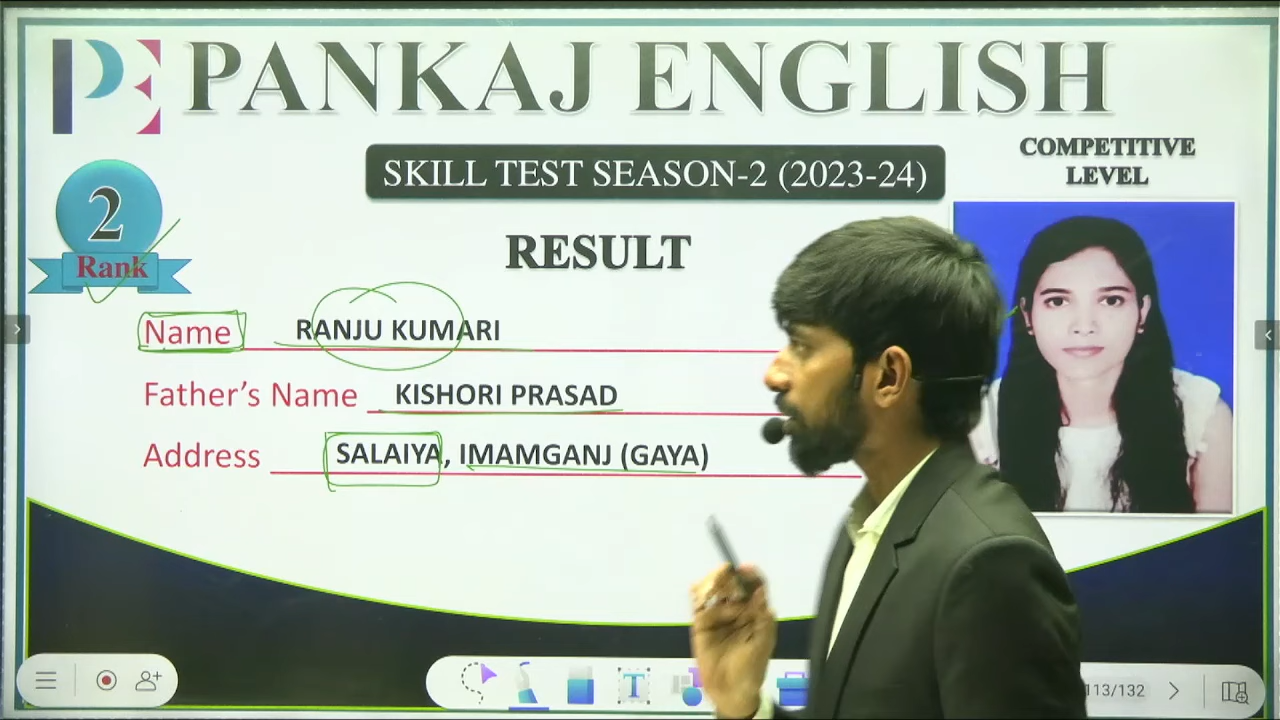 PE PANKAJ ENGLISH
SKILL TEST SEASON-2 (2023-24)
COMPETITIVE
LEVEL
2
Rank
RESULT
Name RANJU KUMARI
Father's Name KISHORI PRASAD
Address SALAIYA, IMAMGANJ (GAYA)
T
113/132